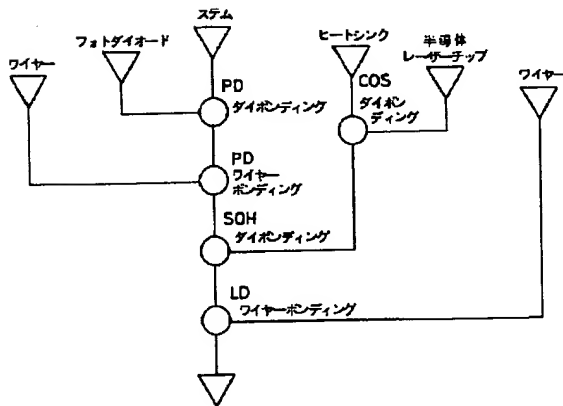 ステム
フォトダイオード
ヒートシンク
半導体
レーザーチップ
ワイヤー
ワイヤー
PD
ダイボンディング
COS
ダイボン
ディング
PD
ワイヤー
ボンディング
SOH
ダイボンディング
LD
ワイヤーボンディング